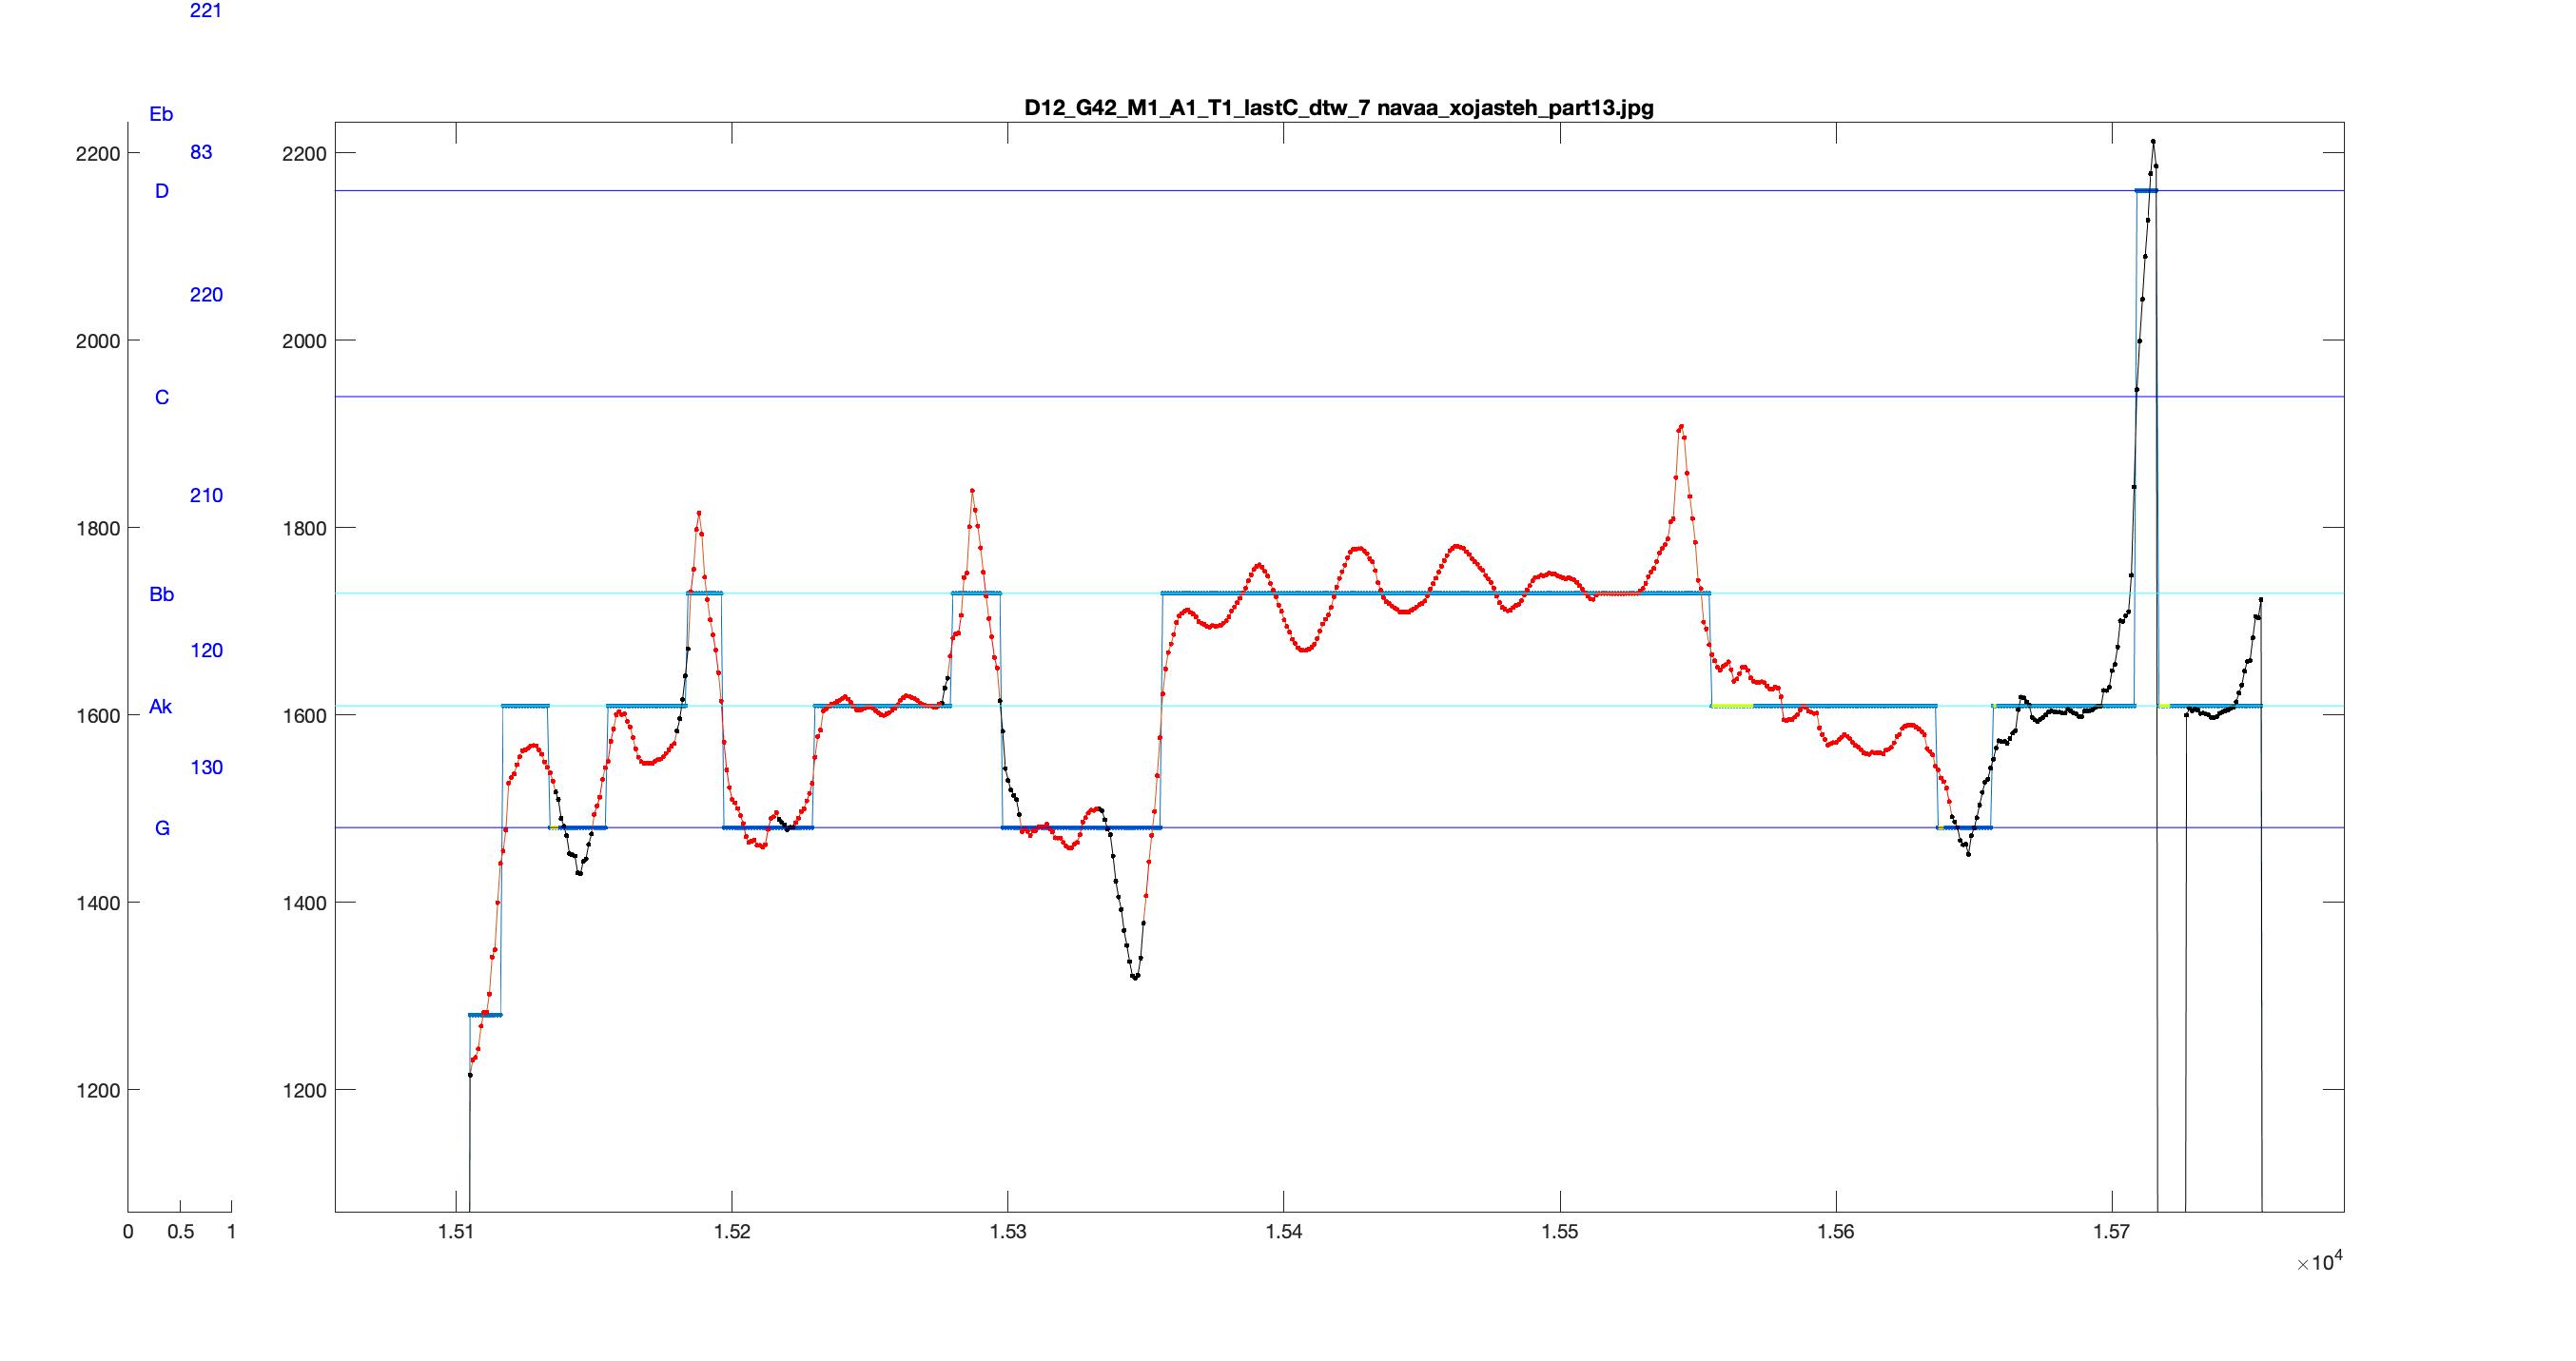 221
D12_G42_M1_A1_T1_lastC_dtw_7 navaa_xojasteh_part13.jpg
Eb
2200 83 2200
D
220
2000 2000
C
210
1800 1800
Bb
120
Ak
1600 1600
130
G
1400 1400
1200 1200
0 0.5 1 1.51 1.52 1.53 1.54 1.55 1.56 1.57
×10^4